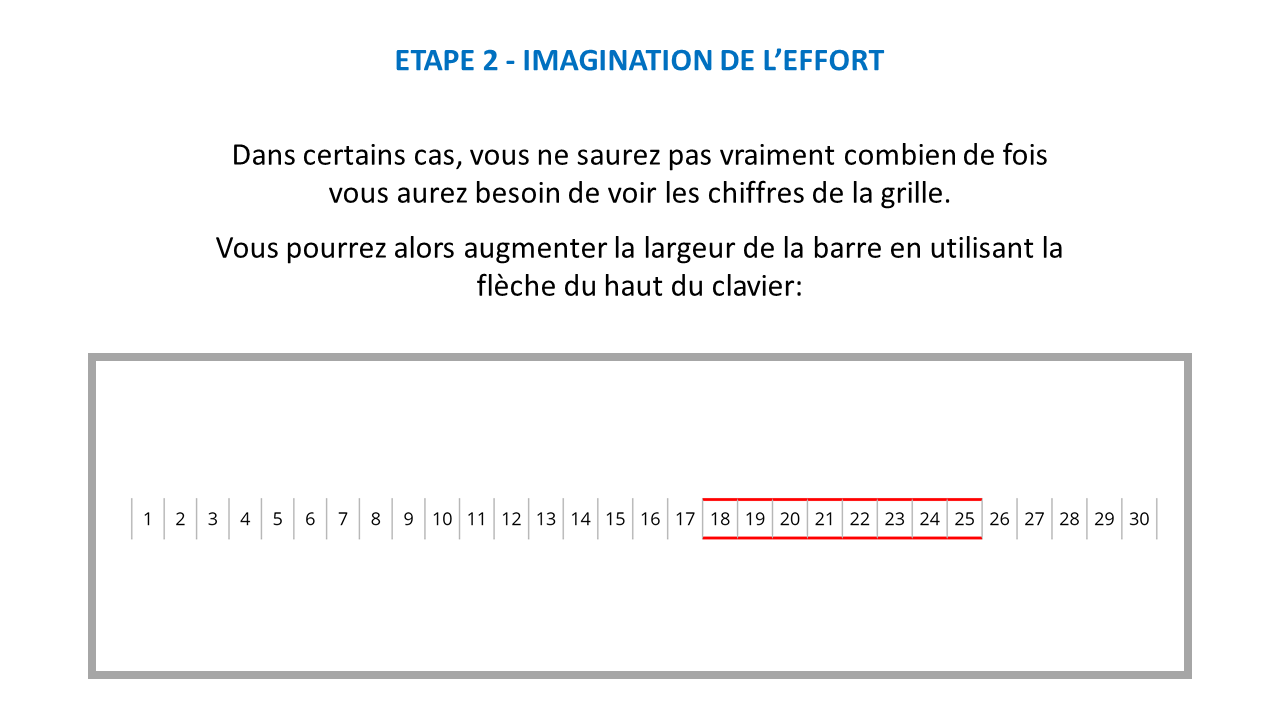 ETAPE 2 - IMAGINATION DE L’EFFORT
Dans certains cas, vous ne saurez pas vraiment combien de fois
vous aurez besoin de voir les chiffres de la grille.
Vous pourrez alors augmenter la largeur de la barre en utilisant la
flèche du haut du clavier:
1 2 3 4 5 6 7 8 9 10 11 12 13 14 15 16 17 18 19 20 21 22 23 24 25 26 27 28 29 30